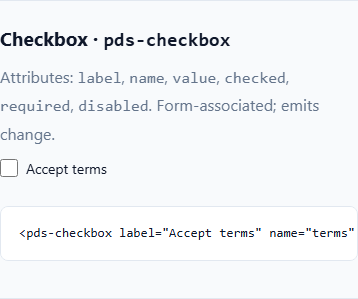 Checkbox · pds-checkbox
Attributes: label, name, value, checked,
required, disabled. Form-associated; emits
change.
Accept terms
<pds-checkbox label="Accept terms" name="terms"